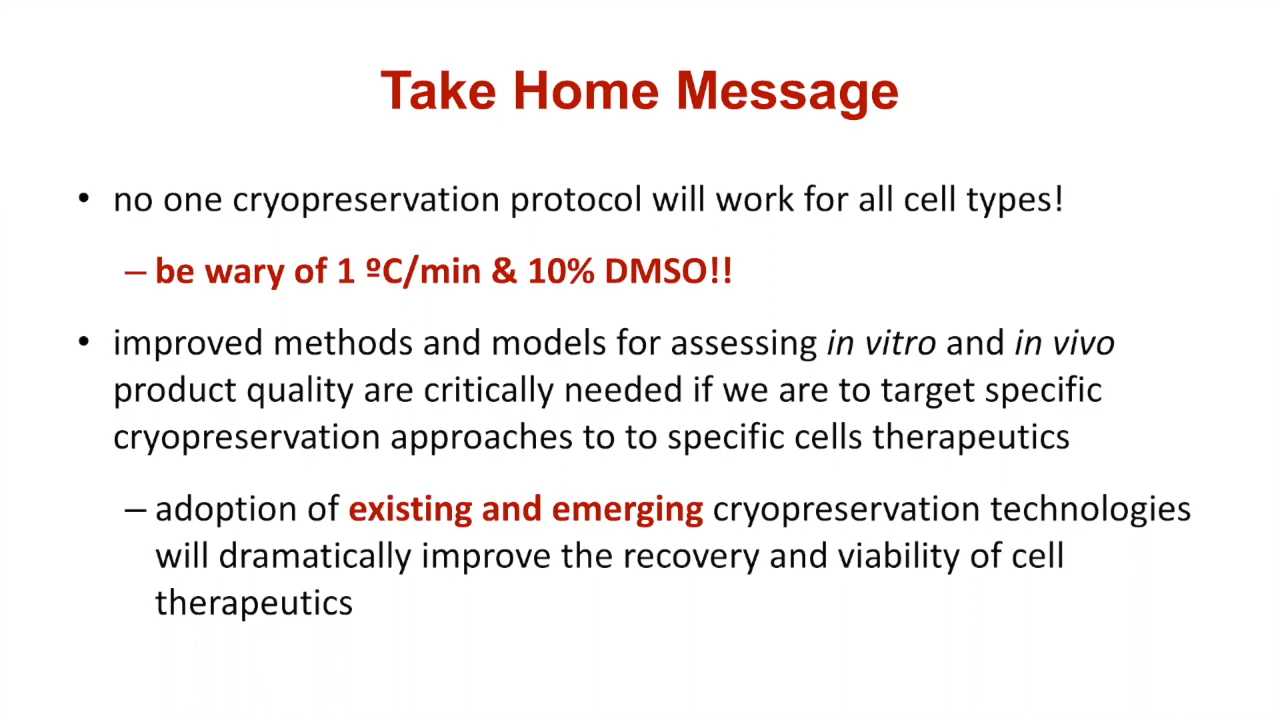 Take Home Message
• no one cryopreservation protocol will work for all cell types!
– be wary of 1 ºC/min & 10% DMSO!!
• improved methods and models for assessing in vitro and in vivo
product quality are critically needed if we are to target specific
cryopreservation approaches to to specific cells therapeutics
– adoption of existing and emerging cryopreservation technologies
will dramatically improve the recovery and viability of cell
therapeutics